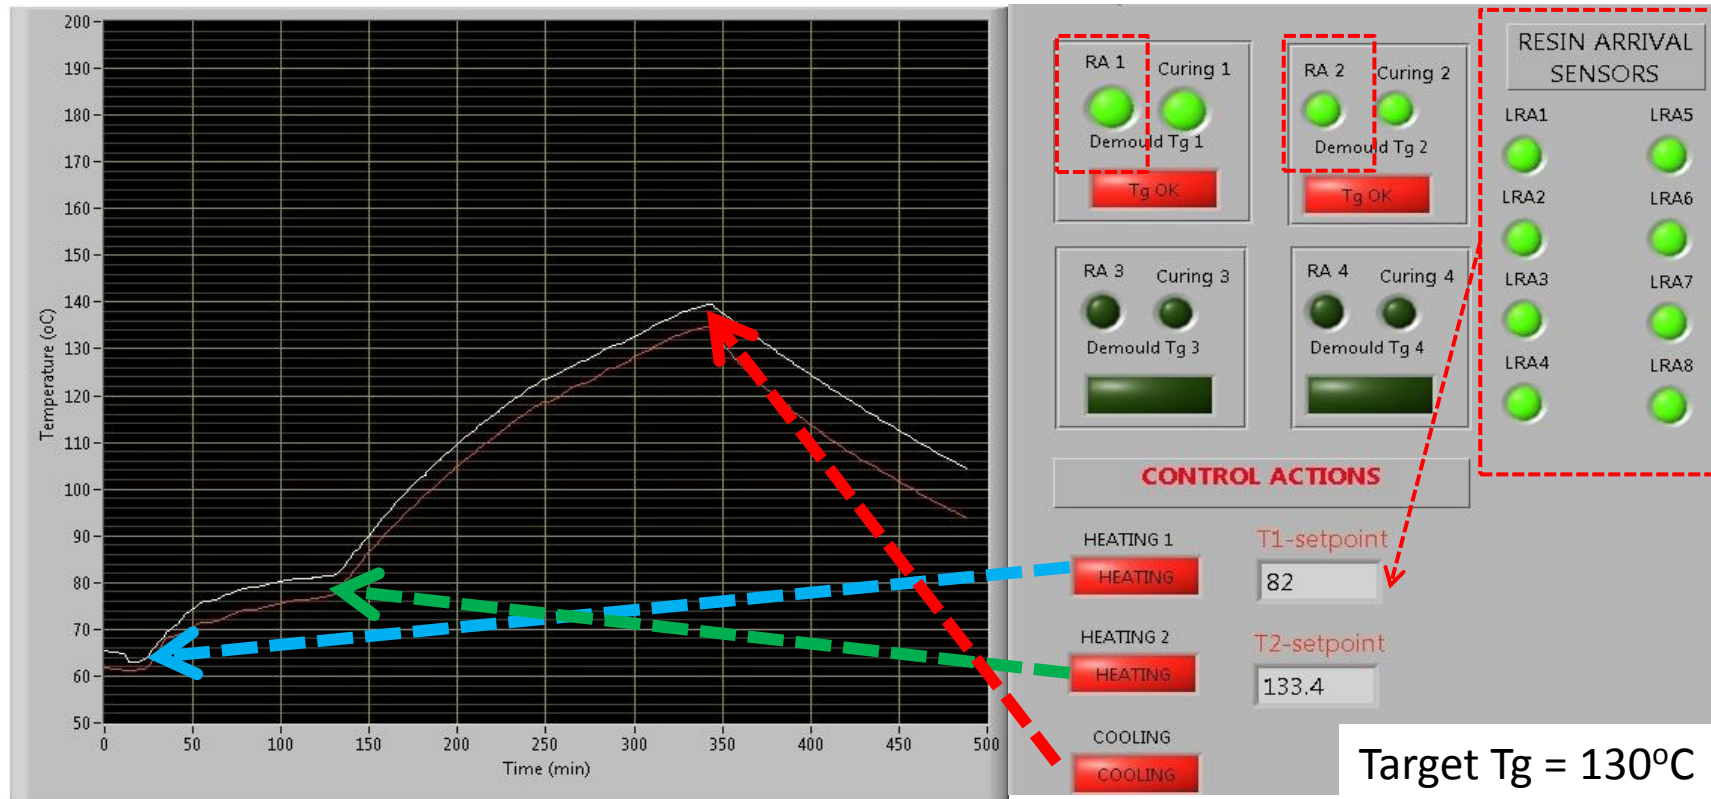 200
190
180
170
160
150
140
130
120
110
100
90
80
70
60
50
Temperature (oC)
0 50 100 150 200 250 300 350 400 450 500
Time (min)
RA 1 Curing 1
Demould Tg 1
Tg OK
RA 2 Curing 2
Demould Tg 2
Tg OK
RA 3 Curing 3
Demould Tg 3
RA 4 Curing 4
Demould Tg 4
RESIN ARRIVAL
SENSORS
LRA1 LRA5
LRA2 LRA6
LRA3 LRA7
LRA4 LRA8
CONTROL ACTIONS
HEATING 1 T1-setpoint
HEATING 82
HEATING 2 T2-setpoint
HEATING 133.4
COOLING
COOLING
Target Tg = 130°C